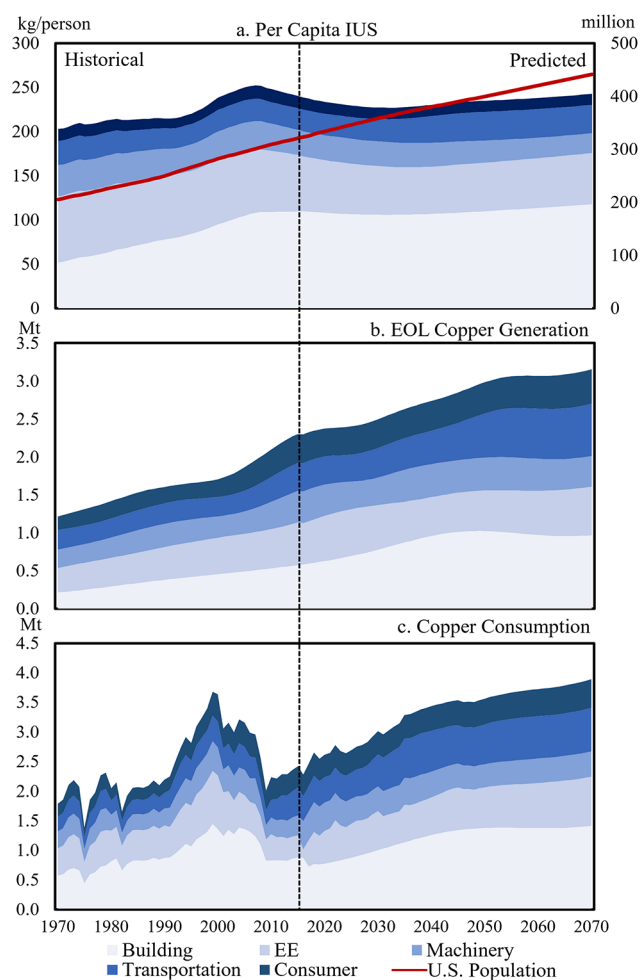 kg/person
million
a. Per Capita IUS
300
500
Historical
Predicted
250
400
200
300
150
200
100
100
50
0
0
Mt
b. EOL Copper Generation
3.5
3.0
2.5
2.0
1.5
1.0
0.5
0.0
Mt
c. Copper Consumption
4.5
4.0
3.5
3.0
2.5
2.0
1.5
1.0
0.5
0.0
1970 1980 1990 2000 2010 2020 2030 2040 2050 2060 2070
Building EE Machinery
Transportation Consumer U.S. Population